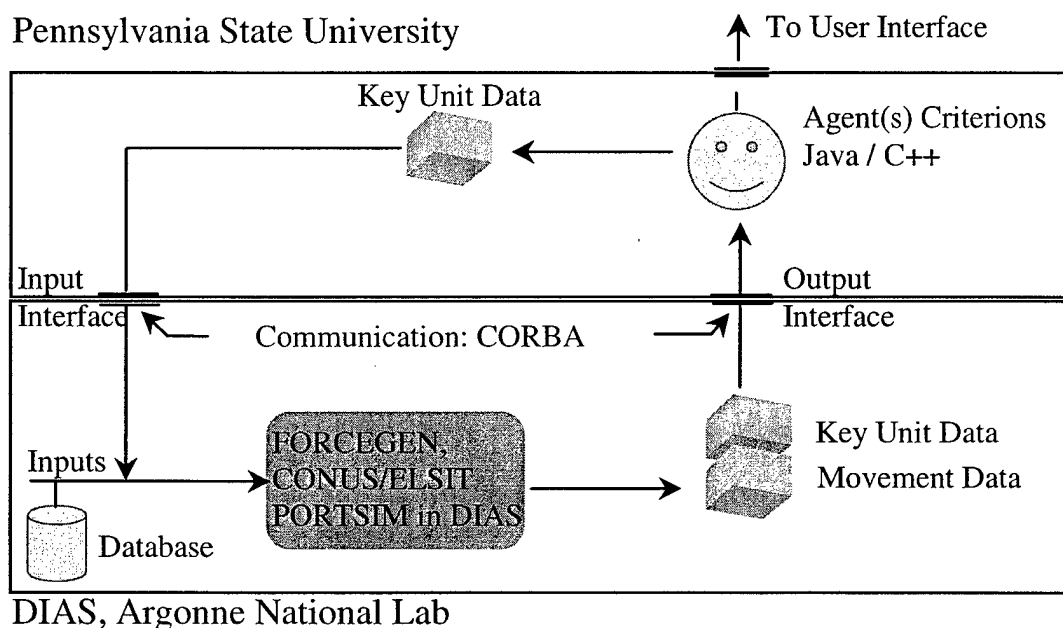 Pennsylvania State University
To User Interface
Key Unit Data
Agent(s) Criterions
Java / C++
Input
Interface
Output
Interface
Communication: CORBA
Inputs
Database
FORCEGEN,
CONUS/ELSIT
PORTSIM in DIAS
Key Unit Data
Movement Data
DIAS, Argonne National Lab